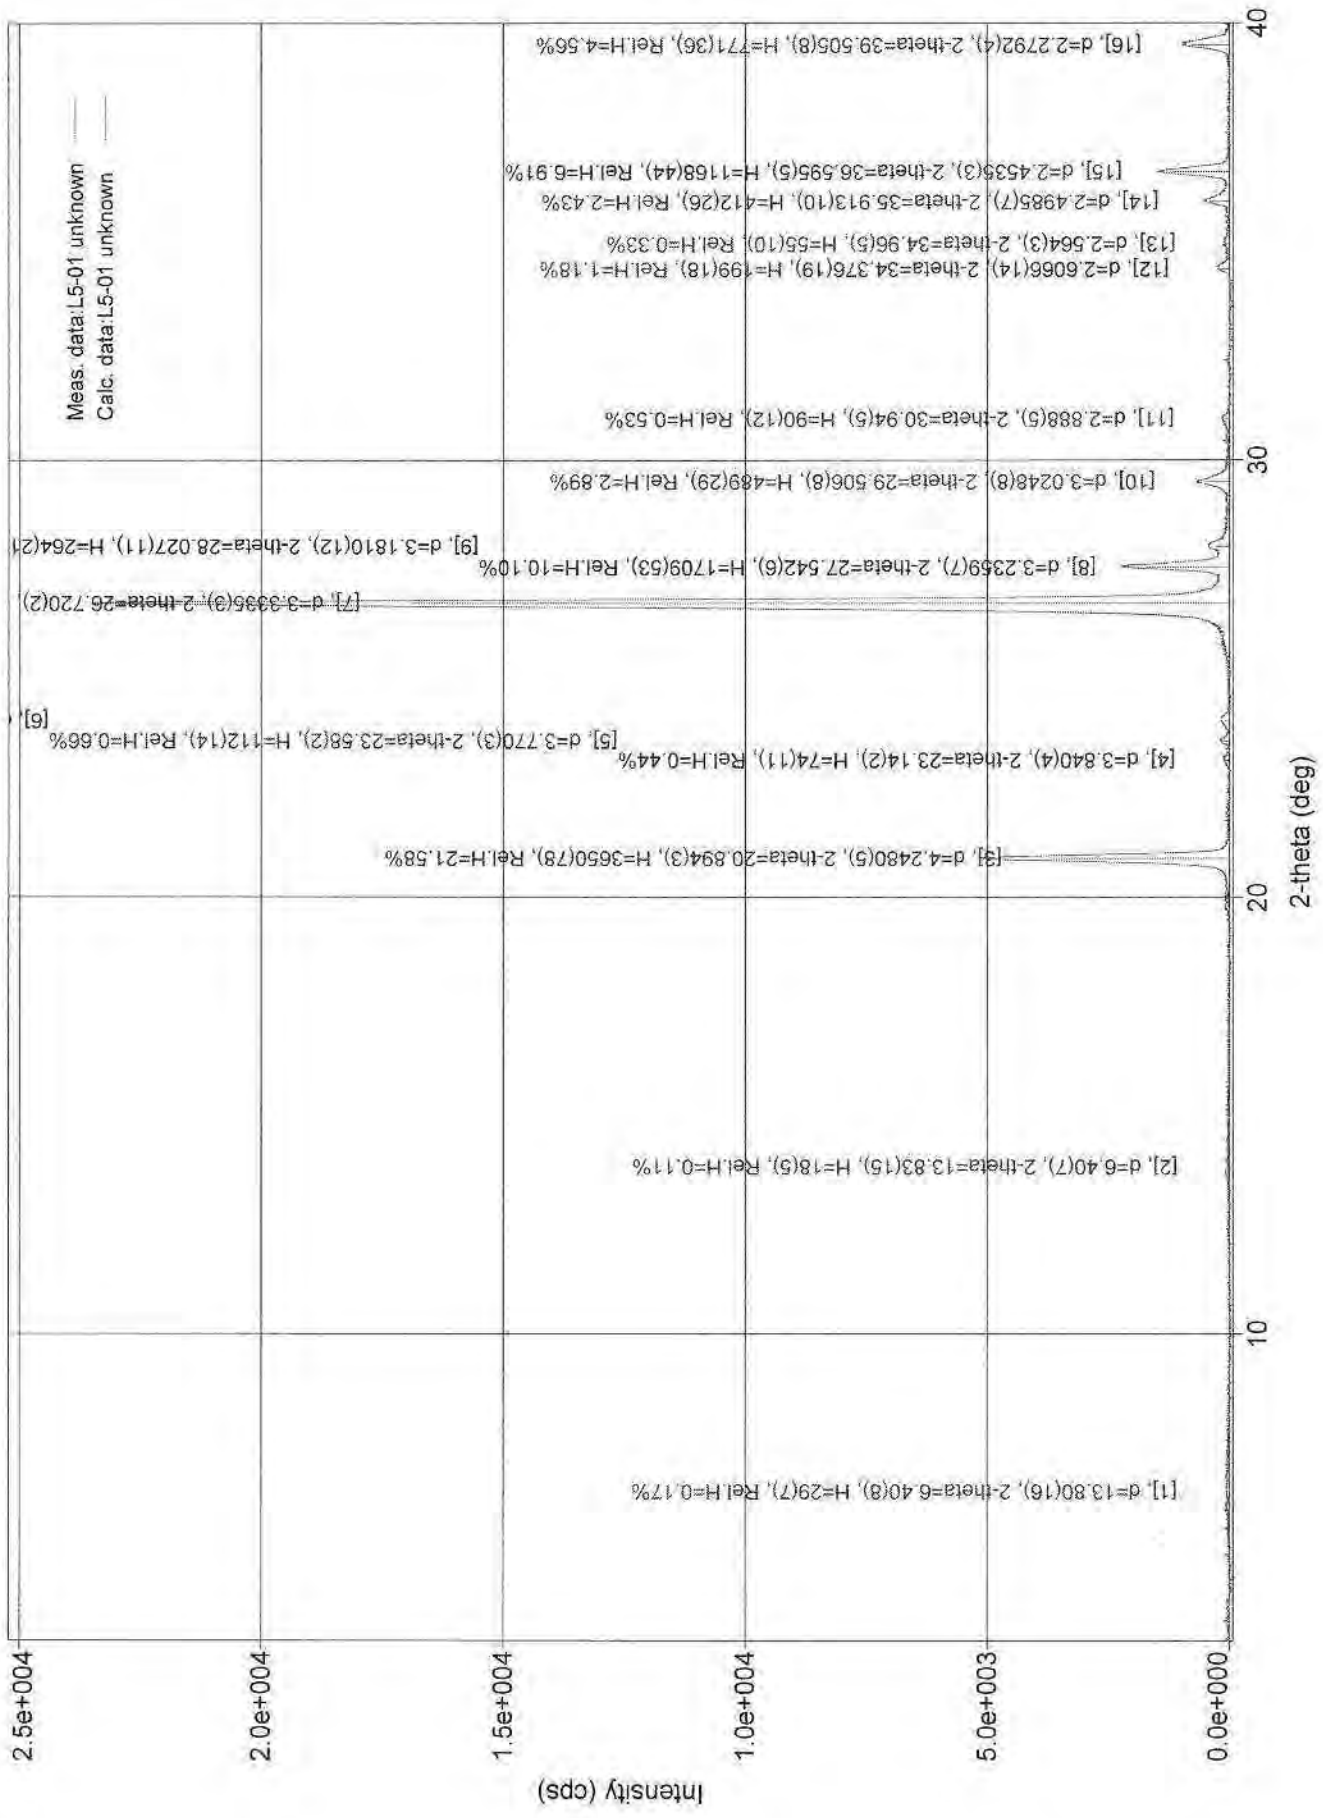 Meas. data:L5-01 unknown
Calc. data:L5-01 unknown
Intensity (cps)
2.5e+004
2.0e+004
1.5e+004
1.0e+004
5.0e+003
0.0e+000
[1], d=13.80(16), 2-theta=6.40(8), H=29(7), Rel.H=0.17%
[2], d=6.40(7), 2-theta=13.83(15), H=18(5), Rel.H=0.11%
[3], d=4.2480(5), 2-theta=20.894(3), H=3650(78), Rel.H=21.58%
[4], d=3.840(4), 2-theta=23.14(2), H=74(11), Rel.H=0.44%
[5], d=3.770(3), 2-theta=23.58(2), H=112(14), Rel.H=0.66%
[6],
[7], d=3.3335(3), 2-theta=26.720(2),
[8], d=3.2359(7), 2-theta=27.542(6), H=1709(53), Rel.H=10.10%
[9], d=3.1810(12), 2-theta=28.027(11), H=264(21
[10], d=3.0248(8), 2-theta=29.506(8), H=489(29), Rel.H=2.89%
[11], d=2.888(5), 2-theta=30.94(5), H=90(12), Rel.H=0.53%
[12], d=2.6066(14), 2-theta=34.376(19), H=199(18), Rel.H=1.18%
[13], d=2.564(3), 2-theta=34.96(5), H=55(10), Rel.H=0.33%
[14], d=2.4985(7), 2-theta=35.913(10), H=412(26), Rel.H=2.43%
[15], d=2.4535(3), 2-theta=36.595(5), H=1168(44), Rel.H=6.91%
[16], d=2.2792(4), 2-theta=39.505(8), H=771(36), Rel.H=4.56%
10
20
30
40
2-theta (deg)